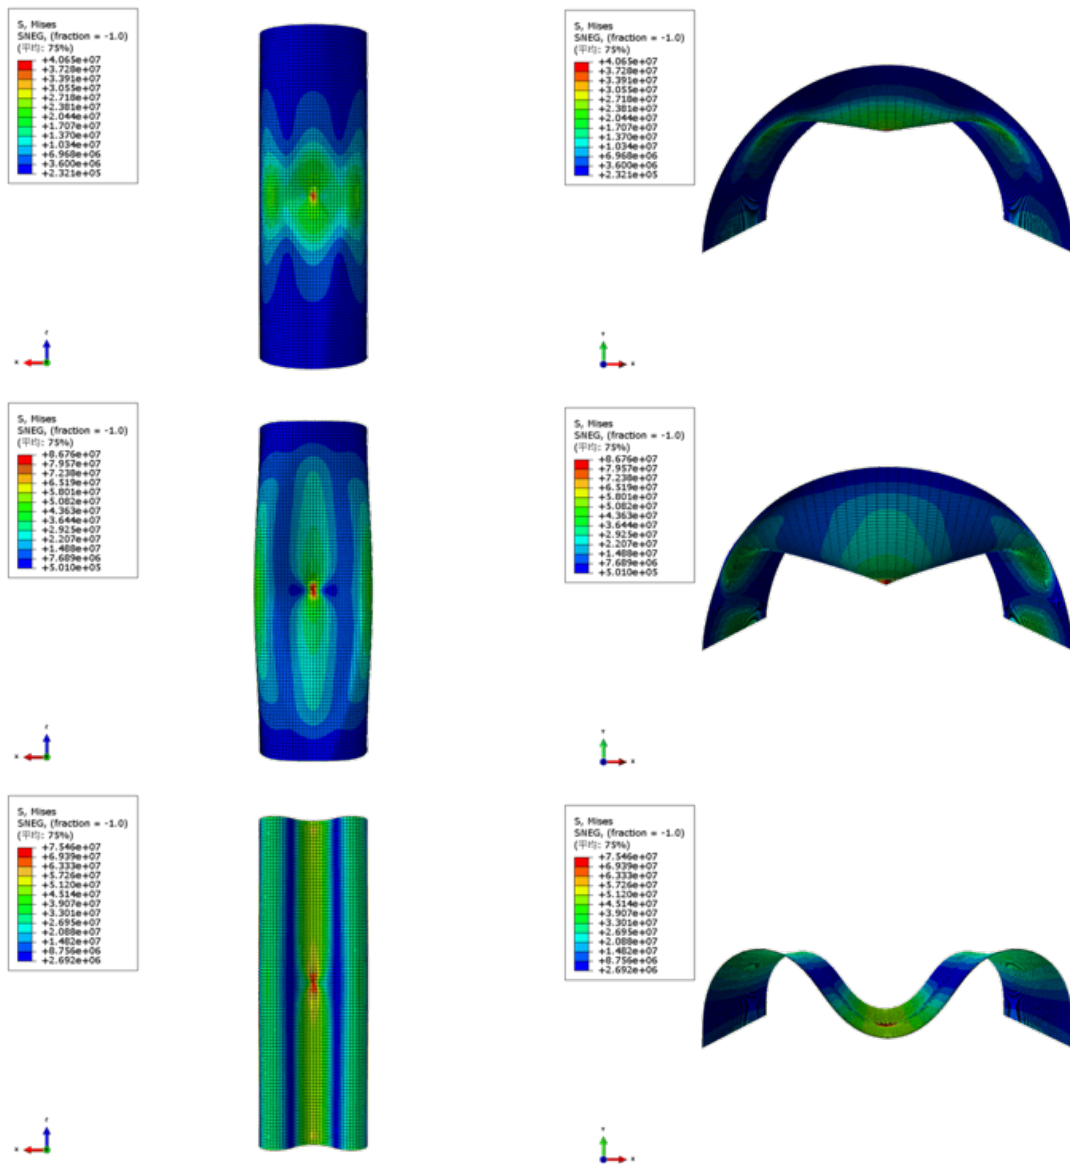 S, Mises
SNEG, (fraction = -1.0)
(平均: 75%)
+4.065e+07
+3.728e+07
+3.391e+07
+3.055e+07
+2.718e+07
+2.381e+07
+2.044e+07
+1.707e+07
+1.370e+07
+1.034e+07
+6.968e+06
+3.600e+06
+2.321e+05
Z
X
S, Mises
SNEG, (fraction = -1.0)
(平均: 75%)
+4.065e+07
+3.728e+07
+3.391e+07
+3.055e+07
+2.718e+07
+2.381e+07
+2.044e+07
+1.707e+07
+1.370e+07
+1.034e+07
+6.968e+06
+3.600e+06
+2.321e+05
Y
X
S, Mises
SNEG, (fraction = -1.0)
(平均: 75%)
+8.676e+07
+7.957e+07
+7.238e+07
+6.519e+07
+5.801e+07
+5.082e+07
+4.363e+07
+3.644e+07
+2.925e+07
+2.207e+07
+1.488e+07
+7.689e+06
+5.010e+05
Z
X
S, Mises
SNEG, (fraction = -1.0)
(平均: 75%)
+8.676e+07
+7.957e+07
+7.238e+07
+6.519e+07
+5.801e+07
+5.082e+07
+4.363e+07
+3.644e+07
+2.925e+07
+2.207e+07
+1.488e+07
+7.689e+06
+5.010e+05
Y
X
S, Mises
SNEG, (fraction = -1.0)
(平均: 75%)
+7.546e+07
+6.939e+07
+6.333e+07
+5.726e+07
+5.120e+07
+4.514e+07
+3.907e+07
+3.301e+07
+2.695e+07
+2.088e+07
+1.482e+07
+8.756e+06
+2.692e+06
Z
X
S, Mises
SNEG, (fraction = -1.0)
(平均: 75%)
+7.546e+07
+6.939e+07
+6.333e+07
+5.726e+07
+5.120e+07
+4.514e+07
+3.907e+07
+3.301e+07
+2.695e+07
+2.088e+07
+1.482e+07
+8.756e+06
+2.692e+06
Y
X